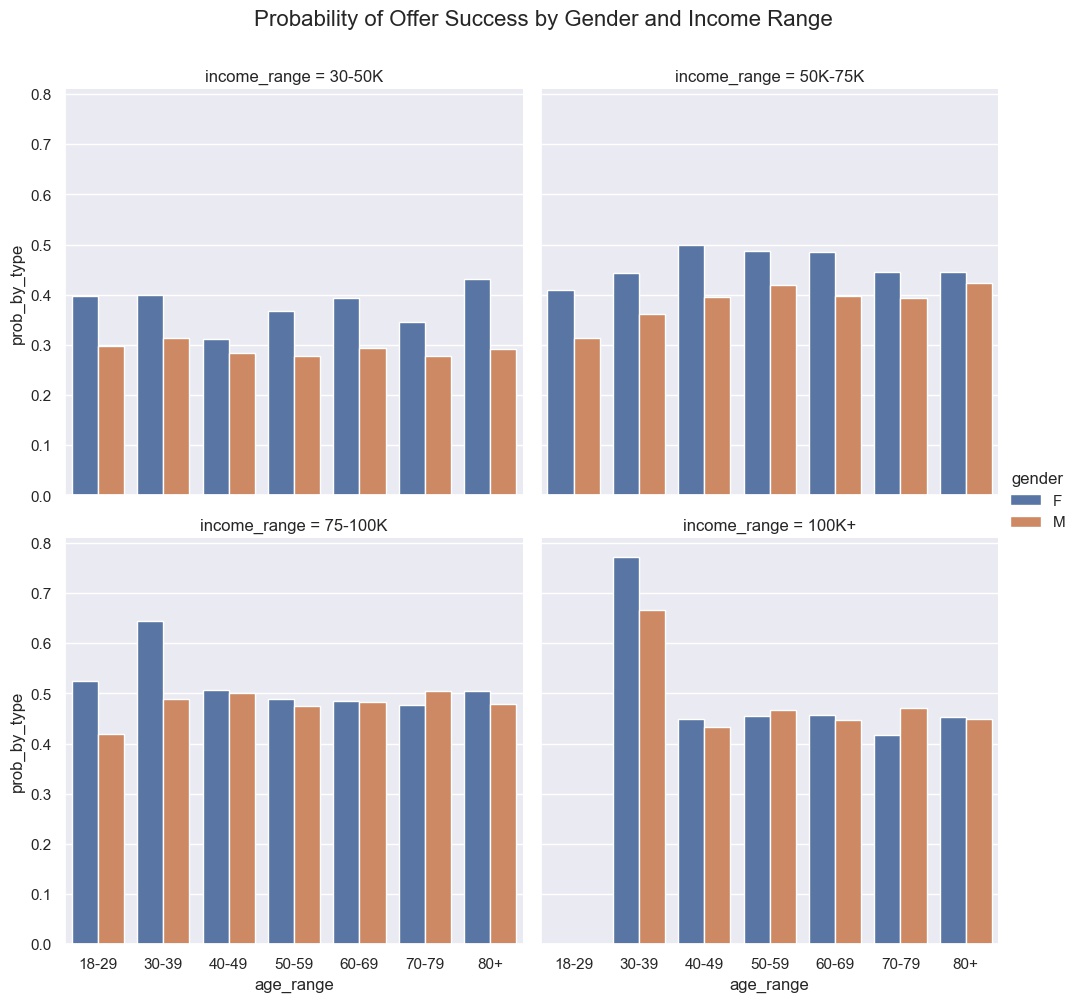 Probability of Offer Success by Gender and Income Range
income_range = 30-50K
income_range = 50K-75K
0.8
0.7
0.6
0.5
0.4
0.3
0.2
0.1
0.0
prob_by_type
gender
F
M
income_range = 75-100K
income_range = 100K+
0.8
0.7
0.6
0.5
0.4
0.3
0.2
0.1
0.0
prob_by_type
18-29 30-39 40-49 50-59 60-69 70-79 80+
18-29 30-39 40-49 50-59 60-69 70-79 80+
age_range
age_range